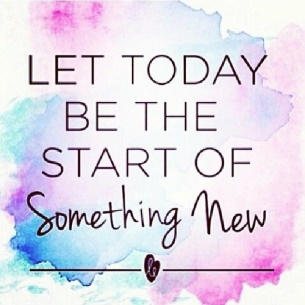 LET TODAY
BE THE
START OF
Something New